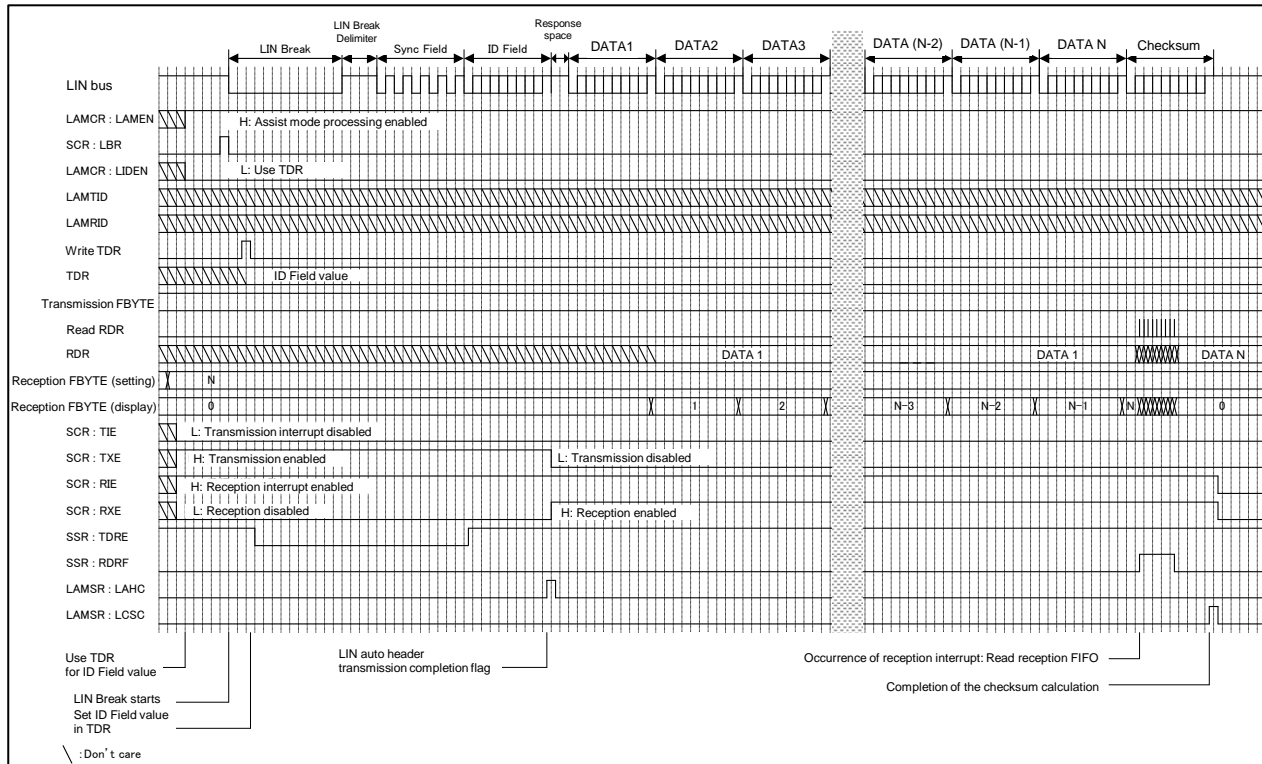 LIN Break
LIN Break
Delimiter
Sync Field
ID Field
Response
space
DATA1
DATA2
DATA3
DATA (N-2)
DATA (N-1)
DATA N
Checksum
LIN bus
LAMCR : LAMEN
H: Assist mode processing enabled
SCR : LBR
LAMCR : LIDEN
L: Use TDR
LAMTID
LAMRID
Write TDR
TDR
ID Field value
Transmission FBYTE
Read RDR
RDR
DATA 1
DATA 1
DATA N
Reception FBYTE (setting)
N
Reception FBYTE (display)
0
1
2
N-3
N-2
N-1
N
0
SCR : TIE
L: Transmission interrupt disabled
SCR : TXE
H: Transmission enabled
L: Transmission disabled
SCR : RIE
H: Reception interrupt enabled
SCR : RXE
L: Reception disabled
H: Reception enabled
SSR : TDRE
SSR : RDRF
LAMSR : LAHC
LAMSR : LCSC
Use TDR
for ID Field value
LIN auto header
transmission completion flag
Occurrence of reception interrupt: Read reception FIFO
LIN Break starts
Completion of the checksum calculation
Set ID Field value
in TDR
:Don't care